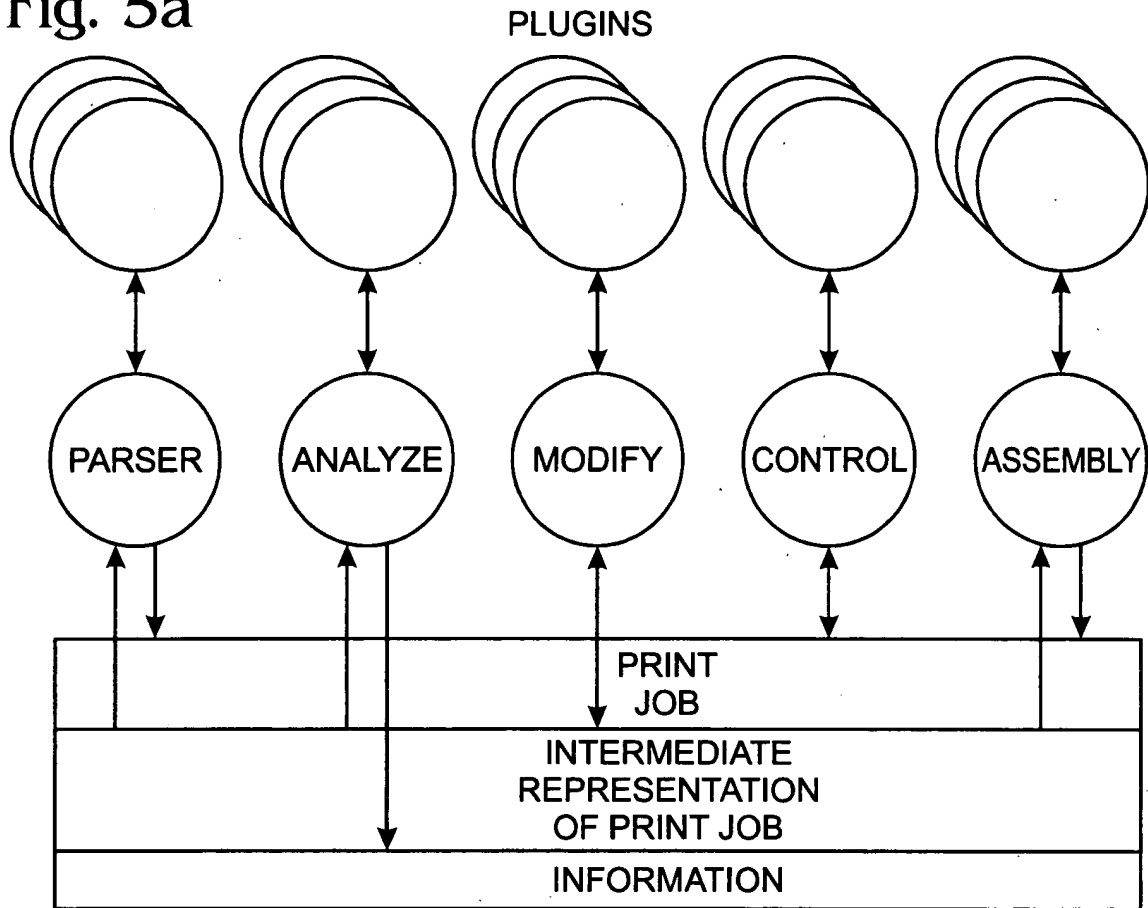 Fig. 5a
PLUGINS
PARSER
ANALYZE
MODIFY
CONTROL
ASSEMBLY
PRINT
JOB
INTERMEDIATE
REPRESENTATION
OF PRINT JOB
INFORMATION